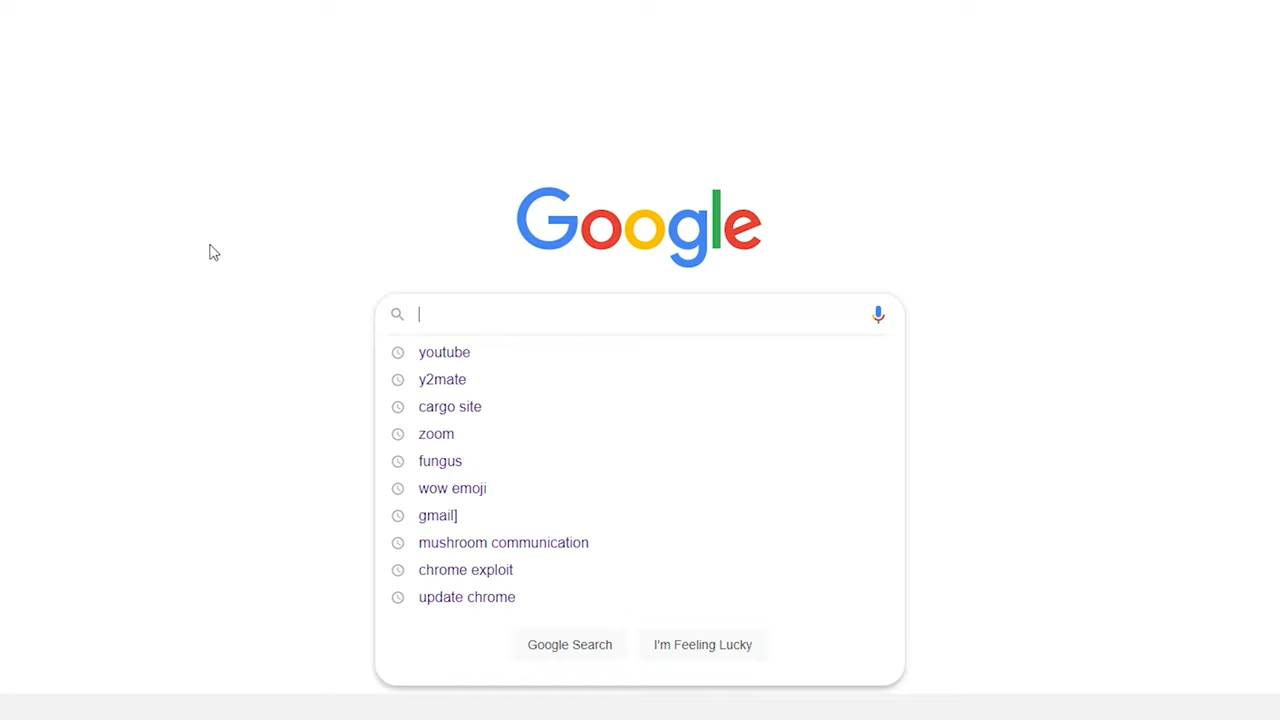 Google
youtube
y2mate
cargo site
zoom
fungus
wow emoji
gmail]
mushroom communication
chrome exploit
update chrome
Google Search
I'm Feeling Lucky